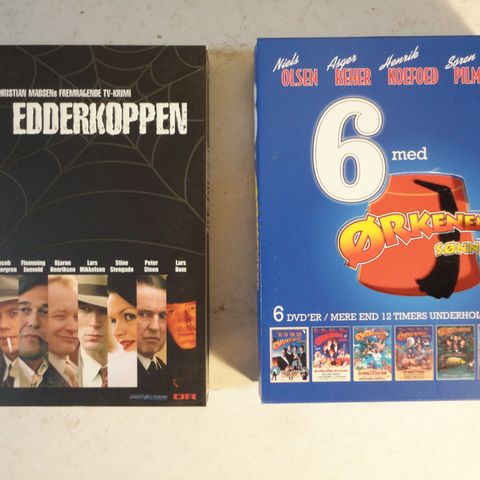 CHRISTIAN MADSENs FREMRAGENDE TV-KRIMI
EDDERKOPPEN
Flemming Enevold
Bjarne Henriksen
Lars Mikkelsen
Stine Stengade
Peter Steen
Lars Bom
DR
Niels OLSEN
Asger REHER
Henrik KOEFOED
Søren PILM
6 med
ØRKENE
SØNN
6 DVD'ER / MERE END 12 TIMERS UNDERHOL